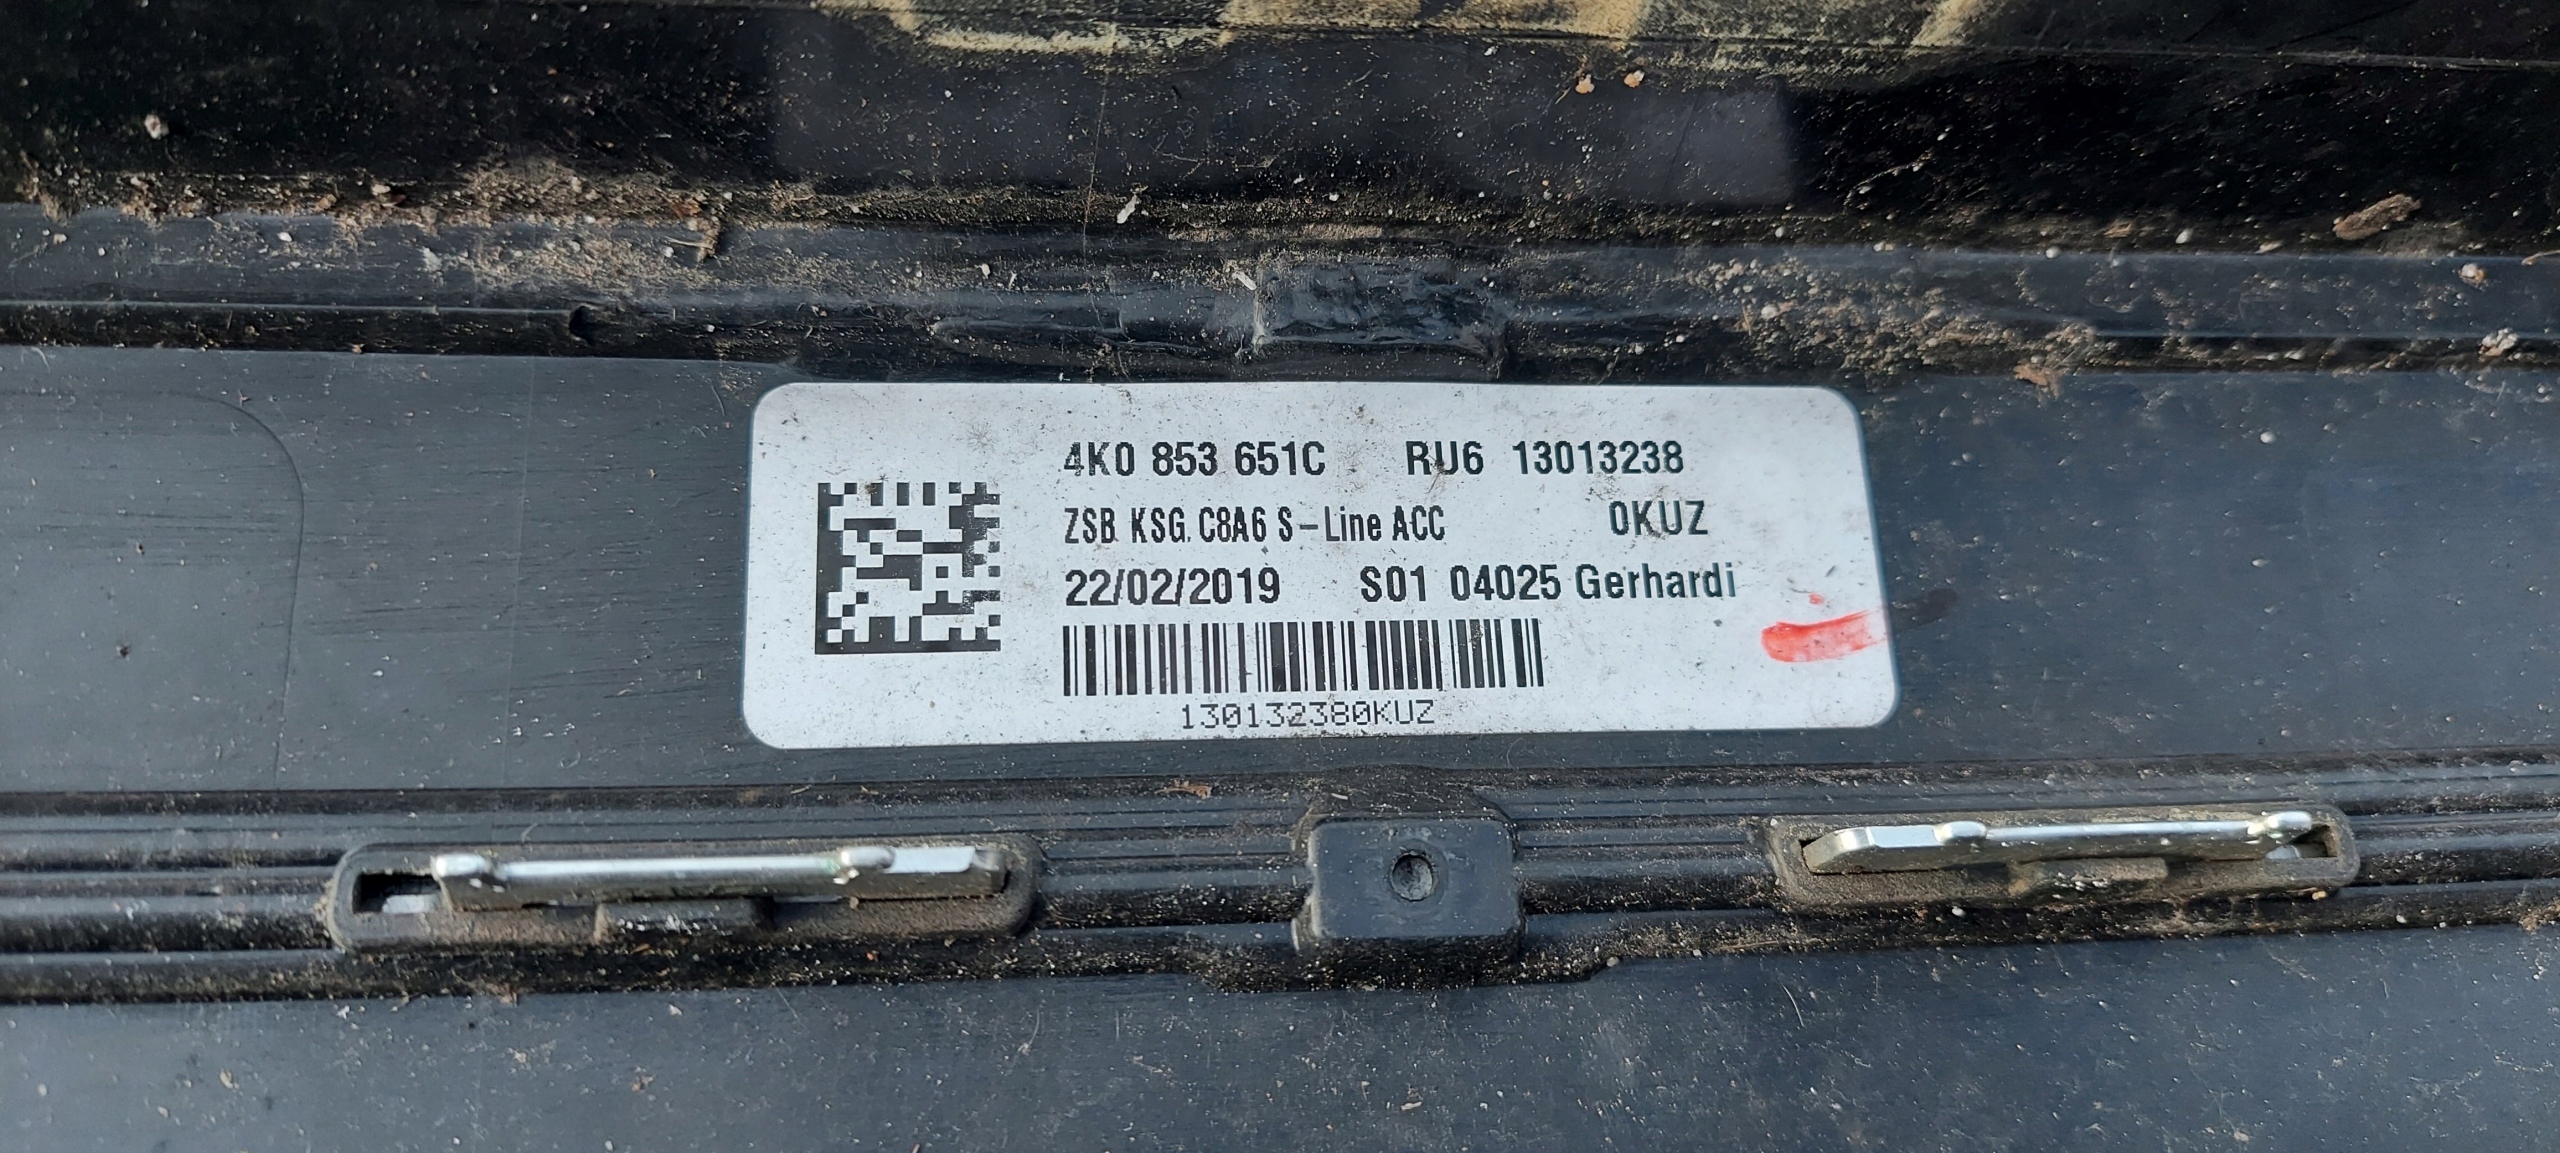 4K0 853 651C RU6 13013238
ZSB KSG C8A6 S-Line ACC 0KUZ
22/02/2019 S01 04025 Gerhardi
130132380KUZ